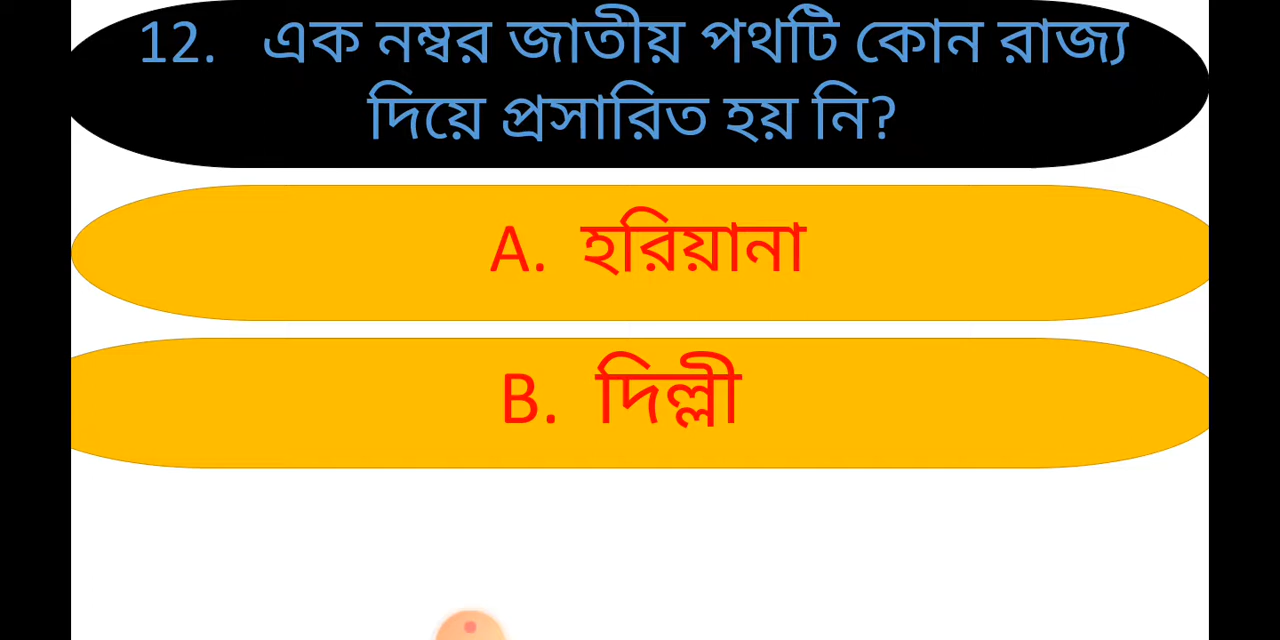 12. এক নম্বর জাতীয় পথটি কোন রাজ্য
দিয়ে প্রসারিত হয় নি?
A. হরিয়ানা
B. দিল্লী